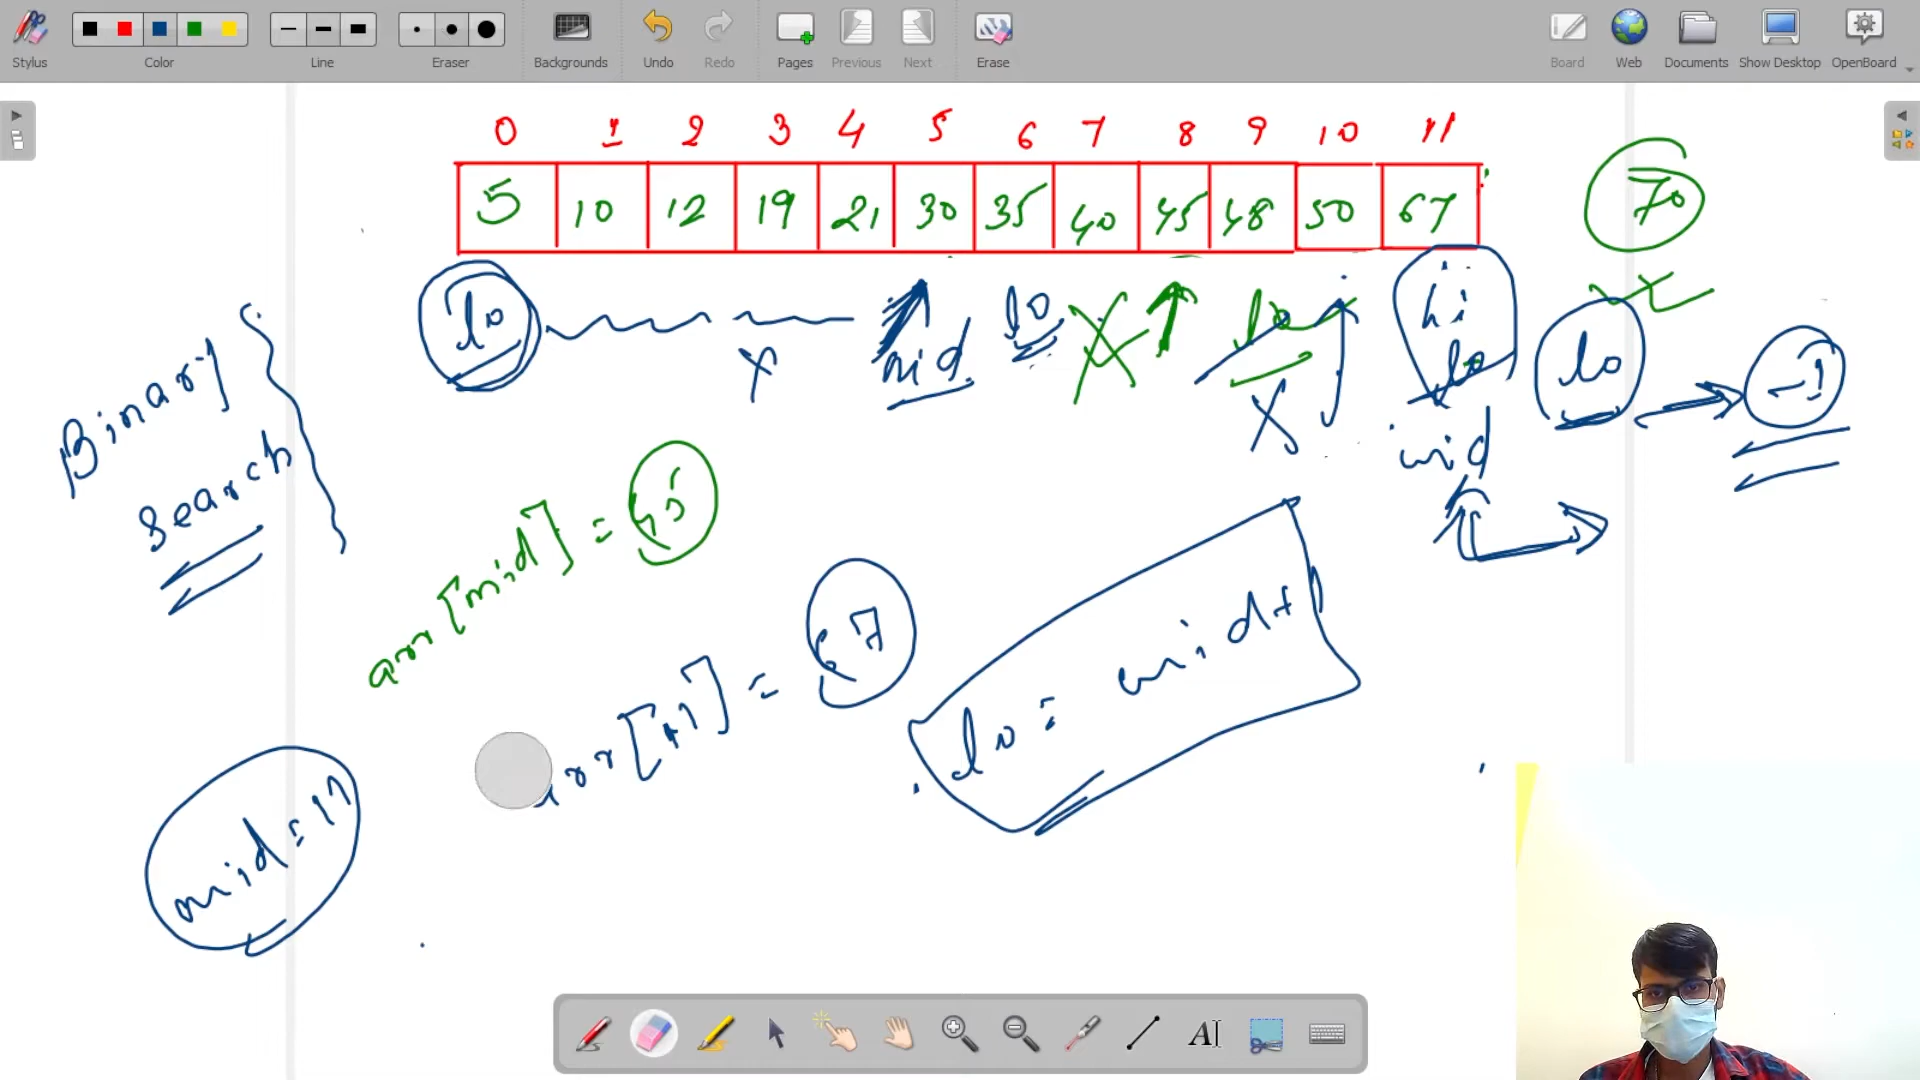 Stylus Color Line Eraser Backgrounds Undo Redo Pages Previous Next Erase Board Web Documents Show Desktop OpenBoard
0 1 2 3 4 5 6 7 8 9 10 11
5 10 12 19 21 30 35 40 45 48 50 67
70
lo mid lo lo hi
lo lo -1
mid
Binary
Search
arr[mid] = 45
arr[11] = 67
lo = mid+1
mid = 11